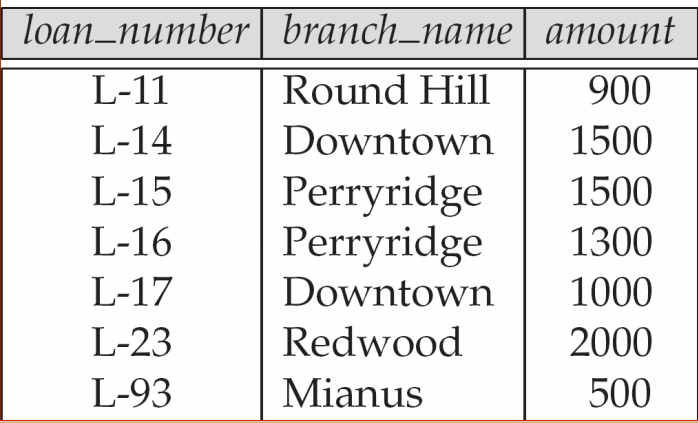 loan_number branch_name amount
L-11 Round Hill 900
L-14 Downtown 1500
L-15 Perryridge 1500
L-16 Perryridge 1300
L-17 Downtown 1000
L-23 Redwood 2000
L-93 Mianus 500